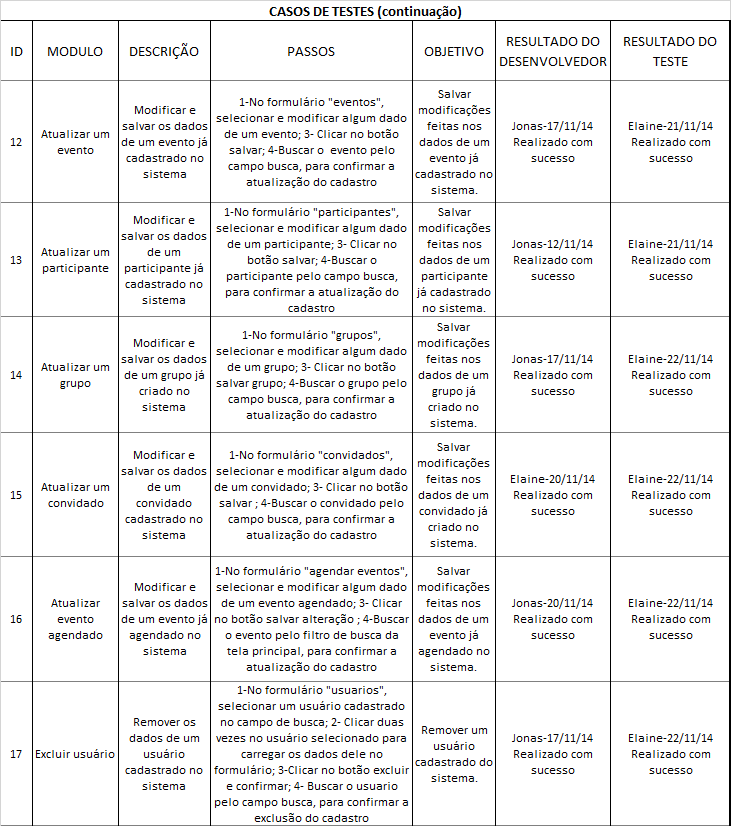 CASOS DE TESTES (continuação)
ID
MODULO
DESCRIÇÃO
PASSOS
OBJETIVO
RESULTADO DO
DESENVOLVEDOR
RESULTADO DO
TESTE
12
Atualizar um
evento
Modificar e
salvar os dados
de um evento já
cadastrado no
sistema
1-No formulário "eventos",
selecionar e modificar algum dado
de um evento; 3- Clicar no botão
salvar; 4-Buscar o evento pelo
campo busca, para confirmar a
atualização do cadastro
Salvar
modificações
feitas nos
dados de um
evento já
cadastrado no
sistema.
Jonas-17/11/14
Realizado com
sucesso
Elaine-21/11/14
Realizado com
sucesso
13
Atualizar um
participante
Modificar e
salvar os dados
de um
participante já
cadastrado no
sistema
1-No formulário "participantes",
selecionar e modificar algum dado
de um participante; 3- Clicar no
botão salvar; 4-Buscar o
participante pelo campo busca,
para confirmar a atualização do
cadastro
Salvar
modificações
feitas nos
dados de um
participante
já cadastrado
no sistema.
Jonas-12/11/14
Realizado com
sucesso
Elaine-21/11/14
Realizado com
sucesso
14
Atualizar um
grupo
Modificar e
salvar os dados
de um grupo já
criado no
sistema
1-No formulário "grupos",
selecionar e modificar algum dado
de um grupo; 3- Clicar no botão
salvar grupo; 4-Buscar o grupo pelo
campo busca, para confirmar a
atualização do cadastro
Salvar
modificações
feitas nos
dados de um
grupo já
criado no
sistema.
Jonas-17/11/14
Realizado com
sucesso
Elaine-22/11/14
Realizado com
sucesso
15
Atualizar um
convidado
Modificar e
salvar os dados
de um
convidado
cadastrado no
sistema
1-No formulário "convidados",
selecionar e modificar algum dado
de um convidado; 3- Clicar no botão
salvar ; 4-Buscar o convidado pelo
campo busca, para confirmar a
atualização do cadastro
Salvar
modificações
feitas nos
dados de um
convidado já
criado no
sistema.
Elaine-20/11/14
Realizado com
sucesso
Elaine-22/11/14
Realizado com
sucesso
16
Atualizar
evento
agendado
Modificar e
salvar os dados
de um evento já
agendado no
sistema
1-No formulário "agendar eventos",
selecionar e modificar algum dado
de um evento agendado; 3- Clicar
no botão salvar alteração ; 4-Buscar
o evento pelo filtro de busca da
tela principal, para confirmar a
atualização do cadastro
Salvar
modificações
feitas nos
dados de um
evento já
agendado no
sistema.
Jonas-20/11/14
Realizado com
sucesso
Elaine-22/11/14
Realizado com
sucesso
17
Excluir usuário
Remover os
dados de um
usuário
cadastrado no
sistema
1-No formulário "usuarios",
selecionar um usuário cadastrado
no campo de busca; 2- Clicar duas
vezes no usuário selecionado para
carregar os dados dele no
formulário; 3-Clicar no botão excluir
e confirmar; 4- Buscar o usuario
pelo campo busca, para confirmar a
exclusão do cadastro
Remover um
usuário
cadastrado do
sistema.
Jonas-17/11/14
Realizado com
sucesso
Elaine-22/11/14
Realizado com
sucesso